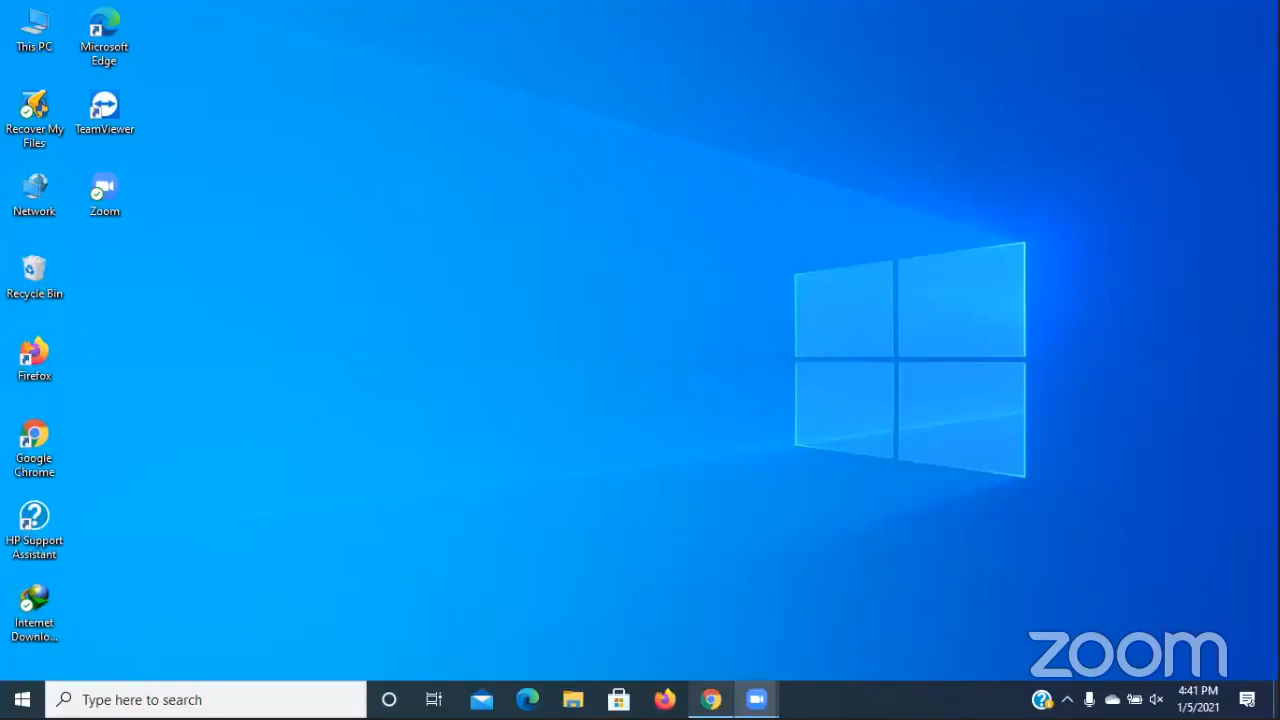 This PC
Microsoft
Edge
Recover My
Files
TeamViewer
Network
Zoom
Recycle Bin
Firefox
Google
Chrome
HP Support
Assistant
Internet
Downlo...
zoom
Type here to search
4:41 PM
1/5/2021